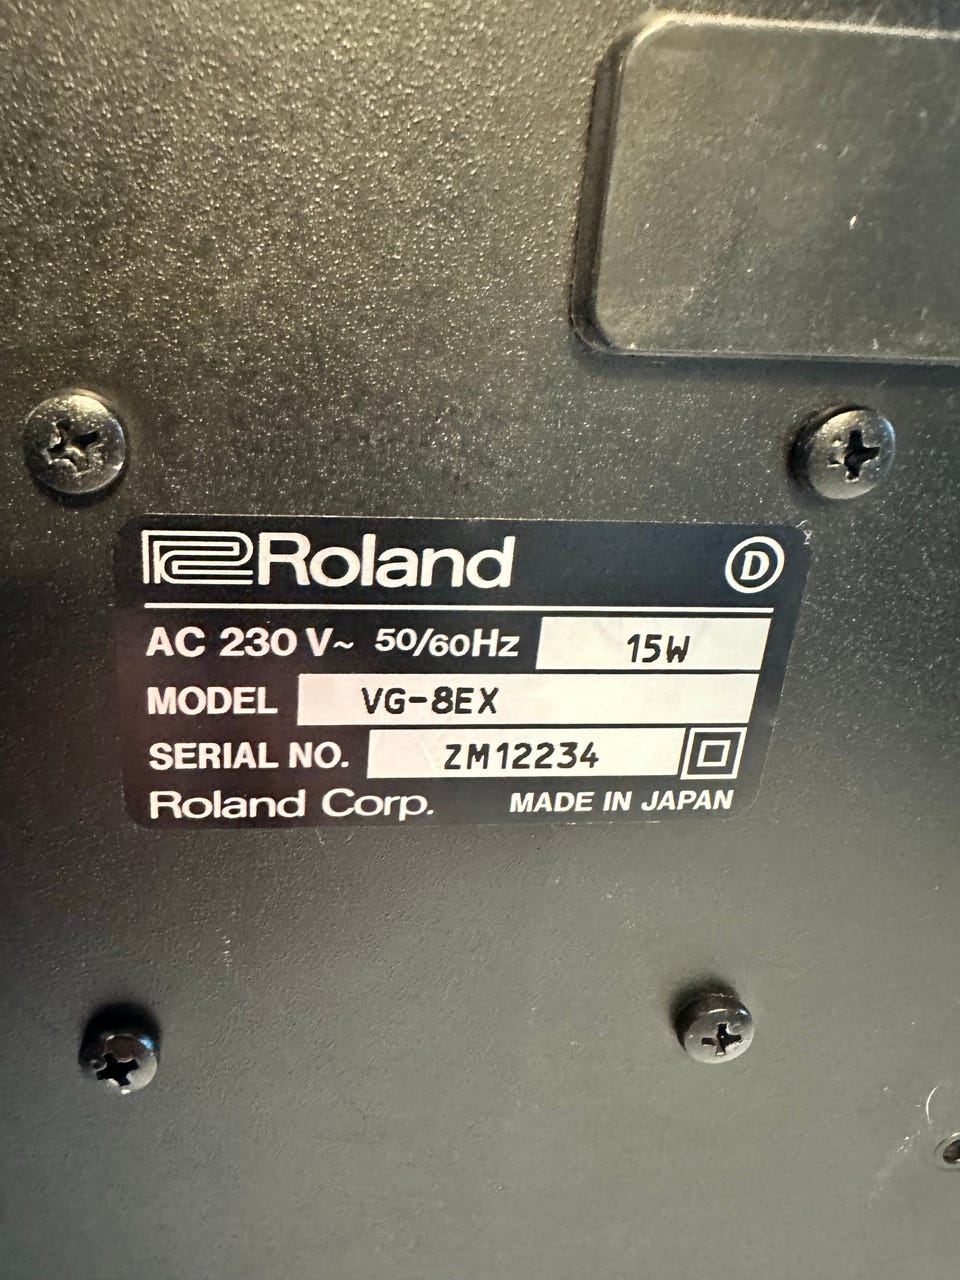 Roland D
AC 230 V~ 50/60Hz 15W
MODEL VG-8EX
SERIAL NO. ZM12234
Roland Corp. MADE IN JAPAN